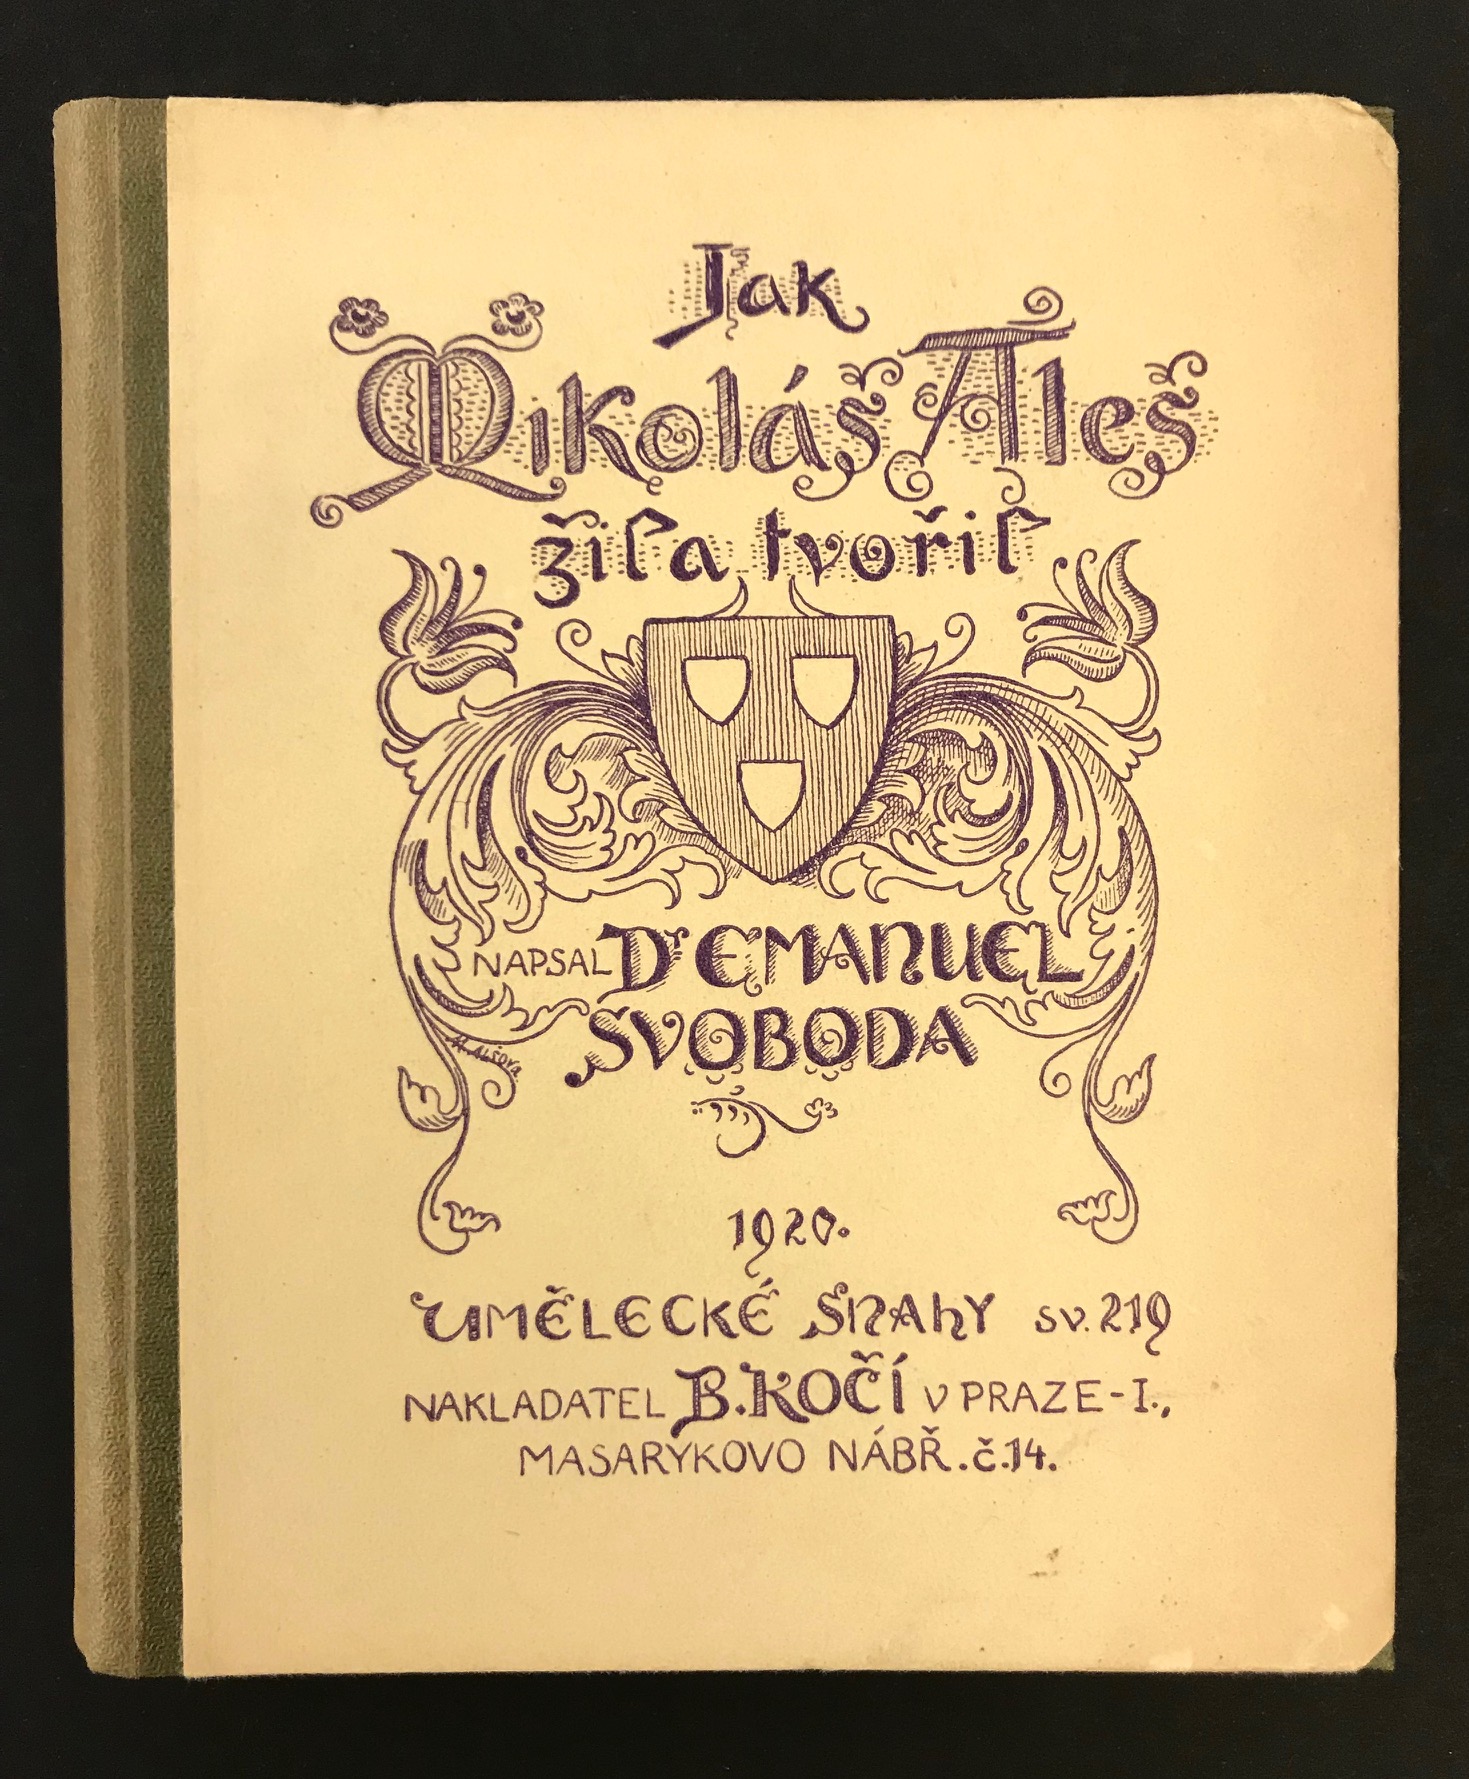 Jak
Mikoláš Aleš
žil a tvořil
NAPSAL Dr EMANUEL
SVOBODA
M. ALŠOVÁ
1920.
UMĚLECKÉ SNAHY SV. 219
NAKLADATEL B. KOČÍ V PRAZE - I.,
MASARYKOVO NÁBŘ. č. 14.